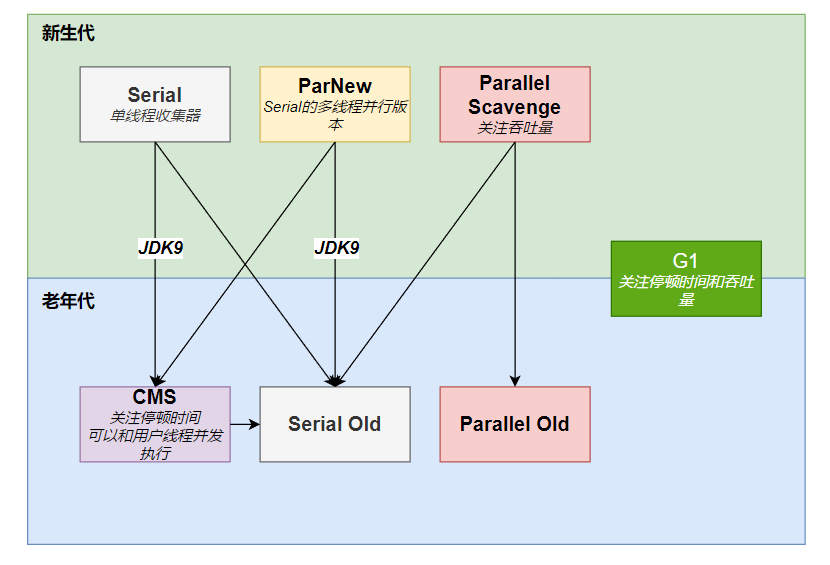 新生代
Serial
单线程收集器
ParNew
Serial的多线程并行版
本
Parallel
Scavenge
关注吞吐量
JDK9
JDK9
G1
关注停顿时间和吞吐
量
老年代
CMS
关注停顿时间
可以和用户线程并发
执行
Serial Old
Parallel Old